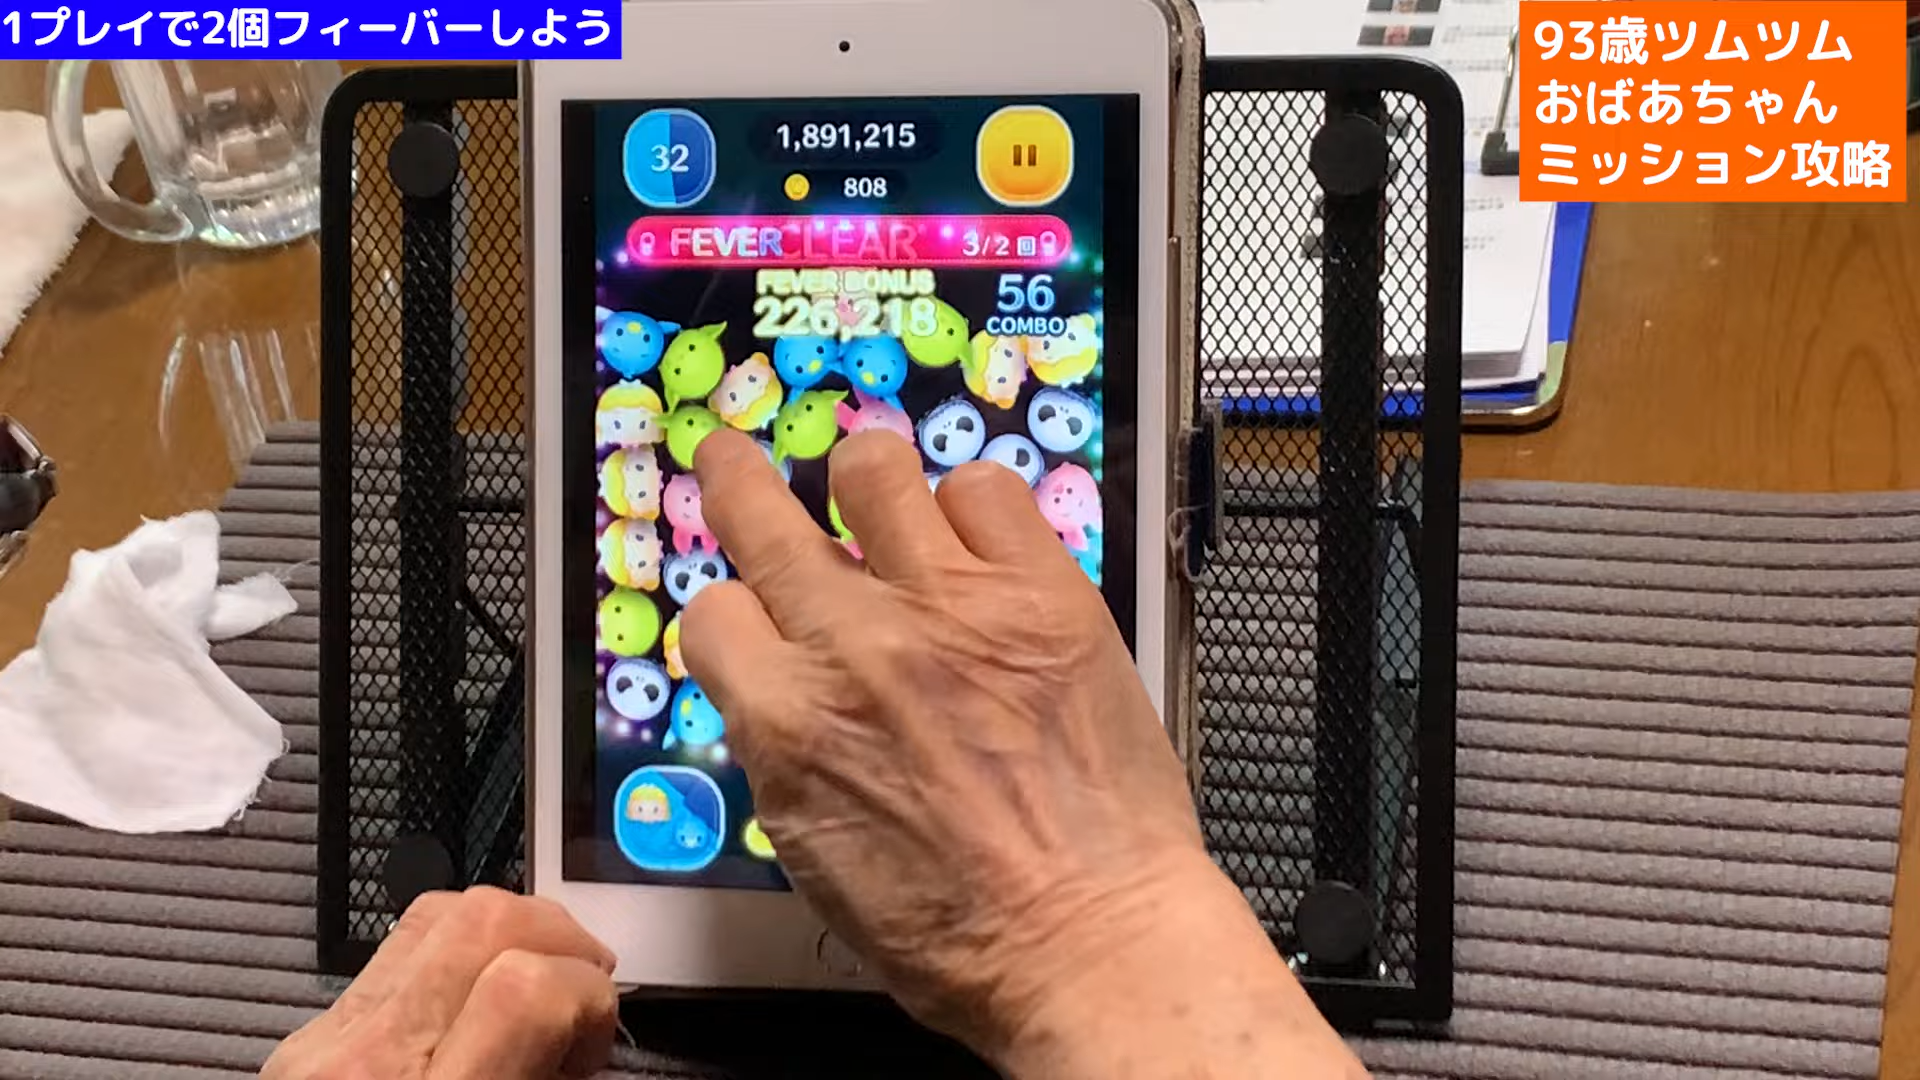 1プレイで2個フィーバーしよう
93歳ツムツム
おばあちゃん
ミッション攻略
32
1,891,215
808
FEVER CLEAR 3/2回
FEVER BONUS
226,218
56
COMBO